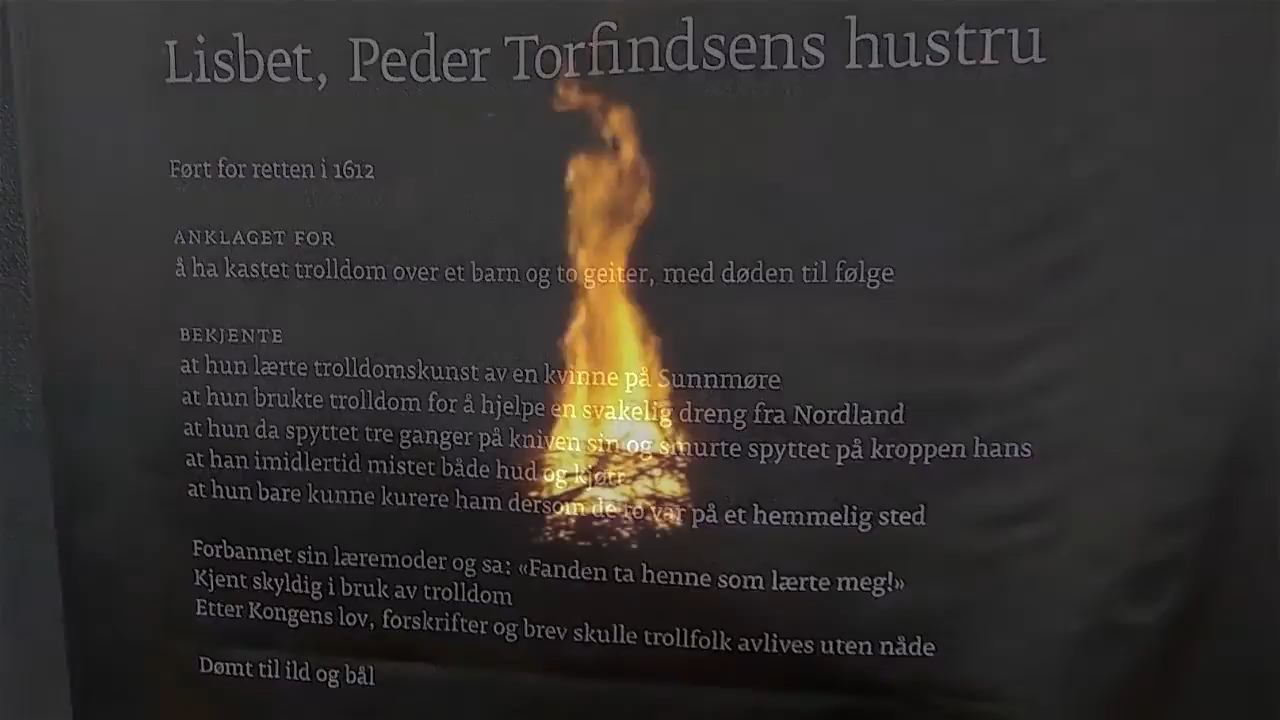 Lisbet, Peder Torfindsens hustru
Ført for retten i 1612
ANKLAGET FOR
å ha kastet trolldom over et barn og to geiter, med døden til følge
BEKJENTE
at hun lærte trolldomskunst av en kvinne på Sunnmøre
at hun brukte trolldom for å hjelpe en svakelig dreng fra Nordland
at hun da spyttet tre ganger på kniven sin og smurte spyttet på kroppen hans
at han imidlertid mistet både hud og kjøtt
at hun bare kunne kurere ham dersom de to var på et hemmelig sted
Forbannet sin læremoder og sa: «Fanden ta henne som lærte meg!»
Kjent skyldig i bruk av trolldom
Etter Kongens lov, forskrifter og brev skulle trollfolk avlives uten nåde
Dømt til ild og bål